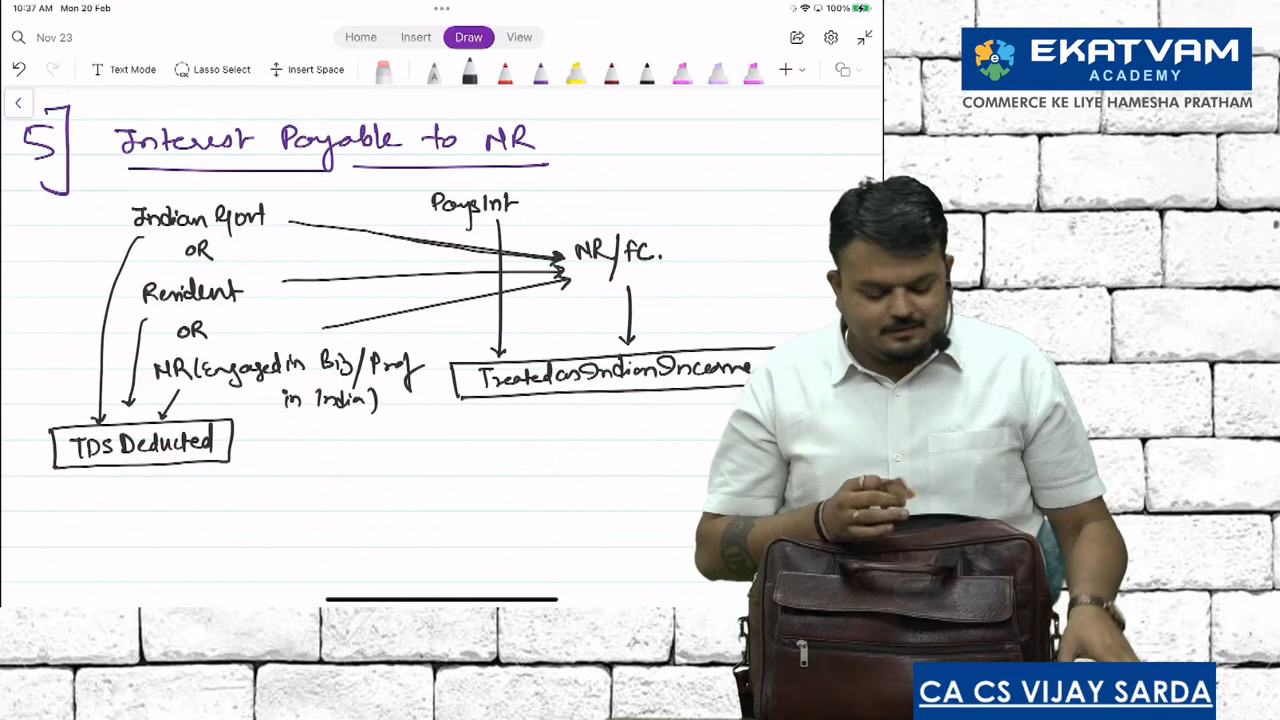 10:37 AM Mon 20 Feb
100%
Nov 23
Home Insert Draw View
Text Mode Lasso Select Insert Space
5] Interest Payable to NR
Pays Int
Indian Govt
OR
NR/FC.
Resident
OR
NR (Engaged in Bis/Prof
in India)
Treated as Indian Income
TDS Deducted
EKATVAM
ACADEMY
COMMERCE KE LIYE HAMESHA PRATHAM
CA CS VIJAY SARDA